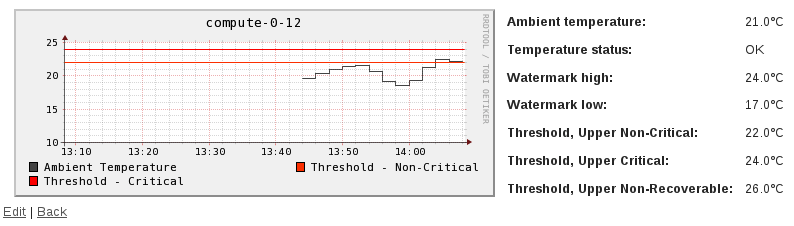 compute-0-12
RRDTOOL / TOBI OETIKER
25
20
15
10
13:10 13:20 13:30 13:40 13:50 14:00
Ambient Temperature Threshold - Non-Critical
Threshold - Critical
Ambient temperature: 21.0°C
Temperature status: OK
Watermark high: 24.0°C
Watermark low: 17.0°C
Threshold, Upper Non-Critical: 22.0°C
Threshold, Upper Critical: 24.0°C
Threshold, Upper Non-Recoverable: 26.0°C
Edit | Back